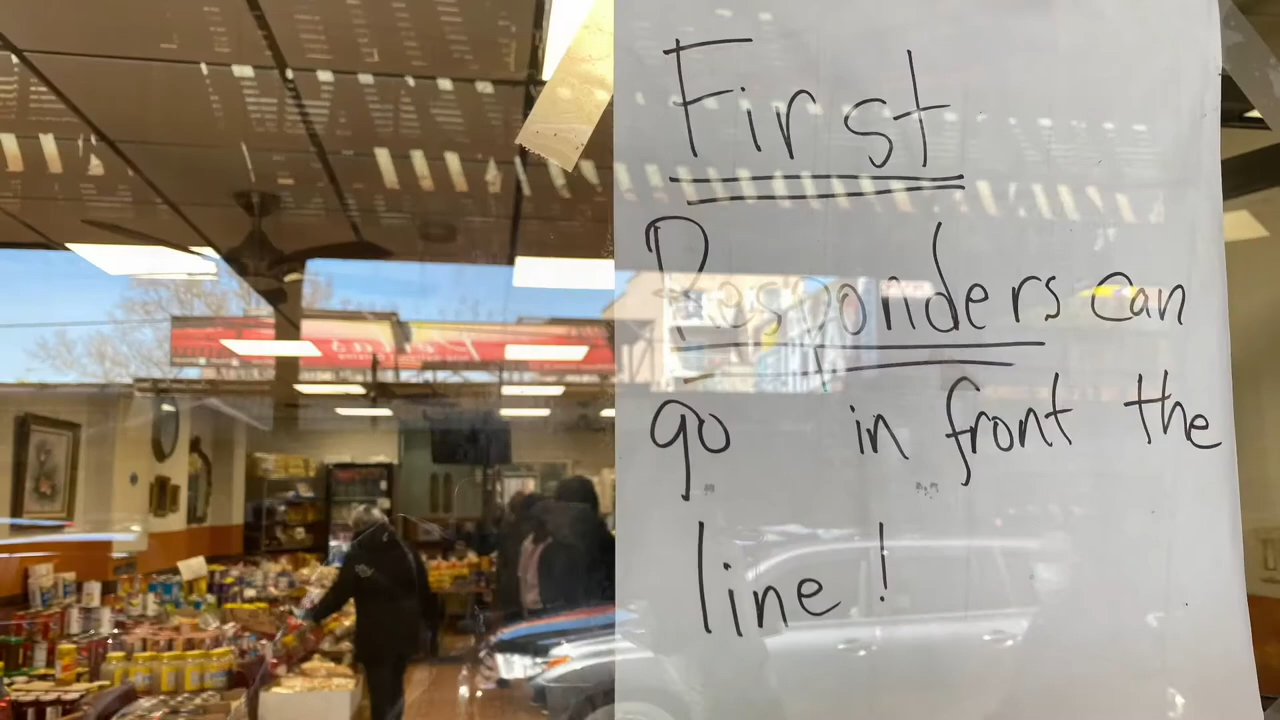 First
Responders can
go in front the
line!